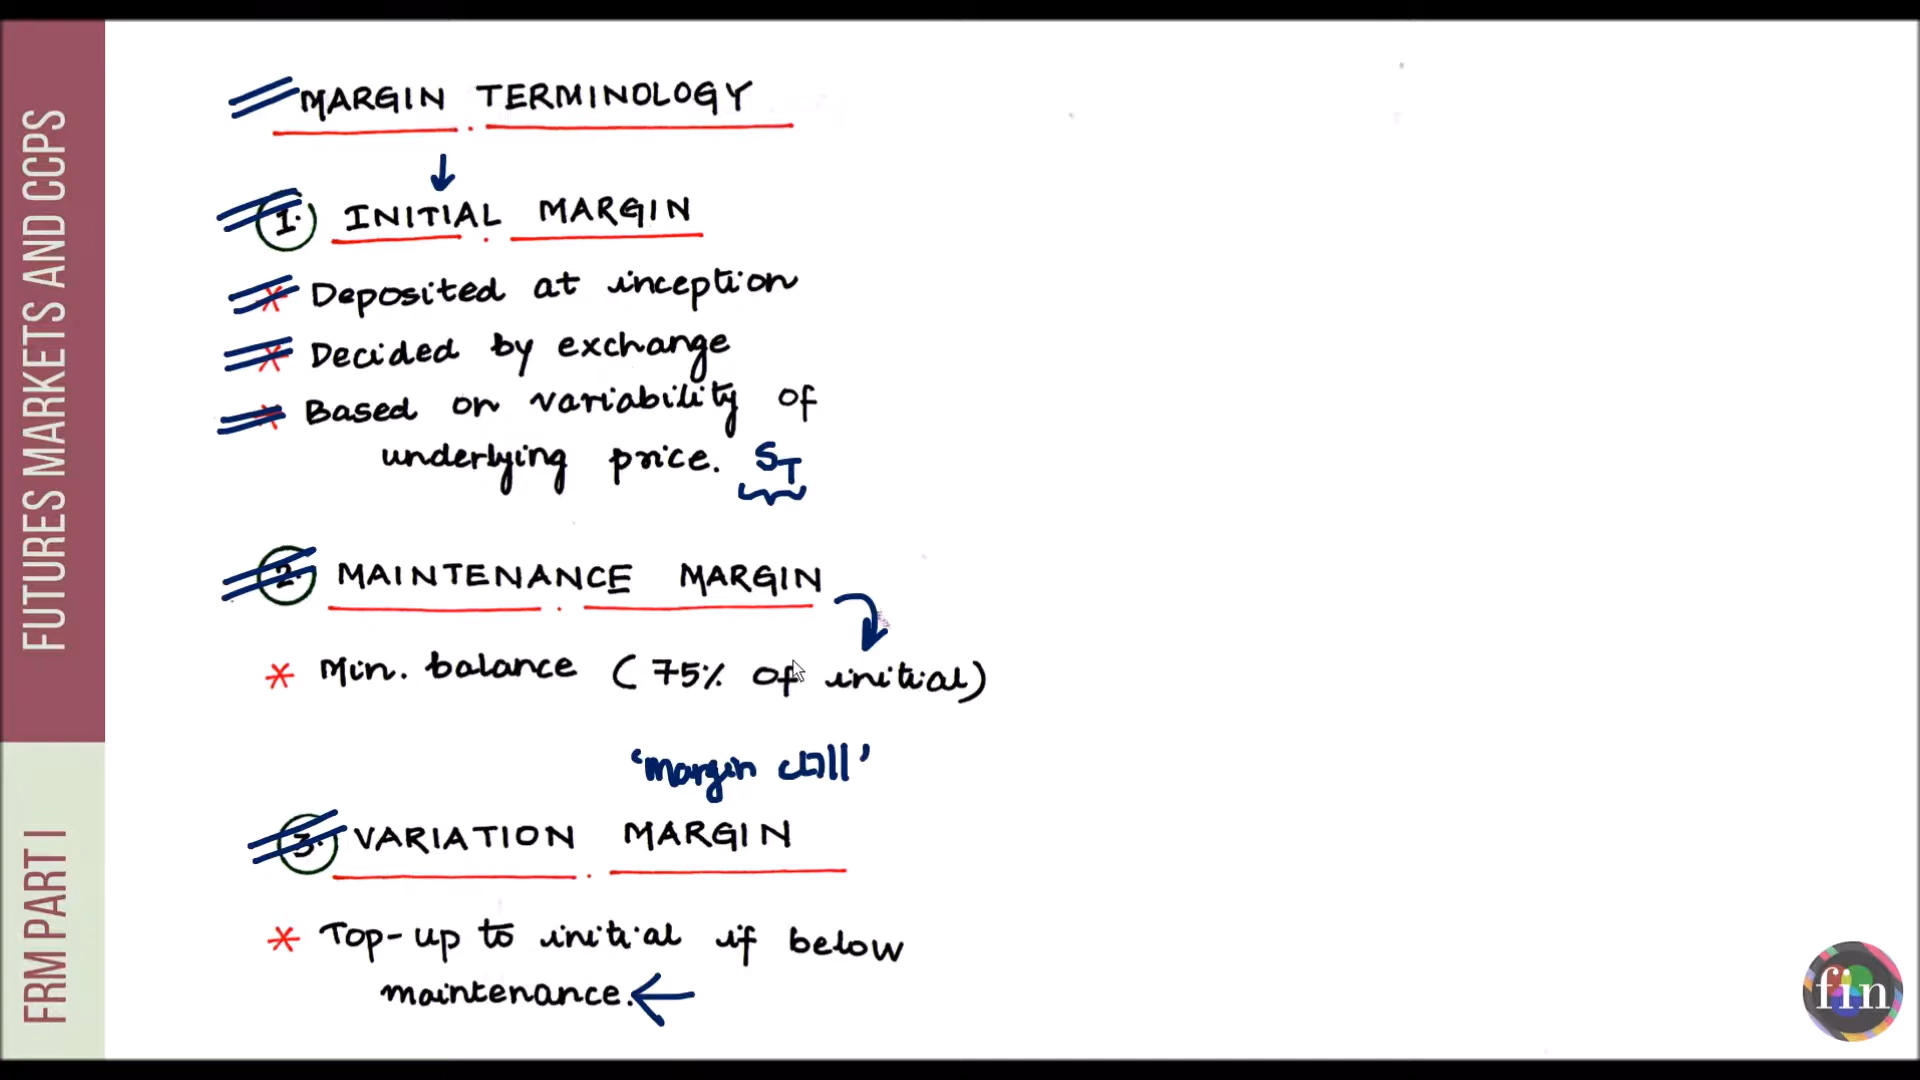 FUTURES MARKETS AND CCPS
FRM PART I
MARGIN TERMINOLOGY
1. INITIAL MARGIN
* Deposited at inception
* Decided by exchange
* Based on variability of
underlying price. ST
2. MAINTENANCE MARGIN
* Min. balance (75% of initial)
'margin call'
3. VARIATION MARGIN
* Top-up to initial if below
maintenance.
fin